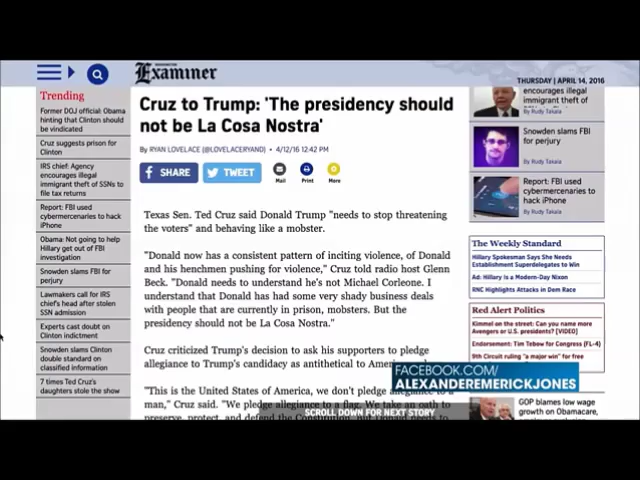 WASHINGTON
Examiner
THURSDAY | APRIL 14, 2016
Trending
Former DOJ official: Obama
hinting that Clinton should
be vindicated
Cruz suggests prison for
Clinton
IRS chief: Agency
encourages illegal
immigrant theft of SSNs to
file tax returns
Report: FBI used
cybermercenaries to hack
iPhone
Obama: Not going to help
Hillary get out of FBI
investigation
Snowden slams FBI for
perjury
Lawmakers call for IRS
chief's head after stolen
SSN admission
Experts cast doubt on
Clinton indictment
Snowden slams Clinton
double standard on
classified information
7 times Ted Cruz's
daughters stole the show
Cruz to Trump: 'The presidency should
not be La Cosa Nostra'
By RYAN LOVELACE (@LOVELACERYAND) • 4/12/16 12:42 PM
SHARE
TWEET
Mail
Print
More
Texas Sen. Ted Cruz said Donald Trump "needs to stop threatening
the voters" and behaving like a mobster.
"Donald now has a consistent pattern of inciting violence, of Donald
and his henchmen pushing for violence," Cruz told radio host Glenn
Beck. "Donald needs to understand he's not Michael Corleone. I
understand that Donald has had some very shady business deals
with people that are currently in prison, mobsters. But the
presidency should not be La Cosa Nostra."
Cruz criticized Trump's decision to ask his supporters to pledge
allegiance to Trump's candidacy as antithetical to
"This is the United States of America, we don't pledge allegiance to a
man," Cruz said. "We pledge allegiance to a flag. We take an oath to
preserve, protect, and defend the Constitution,
SCROLL DOWN FOR NEXT STORY
encourages illegal
immigrant theft of
By Rudy Takala
Snowden slams FBI
for perjury
By Rudy Takala
Report: FBI used
cybermercenaries to
hack iPhone
By Rudy Takala
The Weekly Standard
Hillary Spokesman Says She Needs
Establishment Superdelegates to Win
Ad: Hillary Is a Modern-Day Nixon
RNC Highlights Attacks in Dem Race
Red Alert Politics
Kimmel on the street: Can you name more
Avengers or U.S. presidents? [VIDEO]
Endorsement: Tim Tebow for Congress (FL-4)
9th Circuit ruling "a major win" for free
FACEBOOK.COM/
ALEXANDEREMERICKJONES
GOP blames low wage
growth on Obamacare,